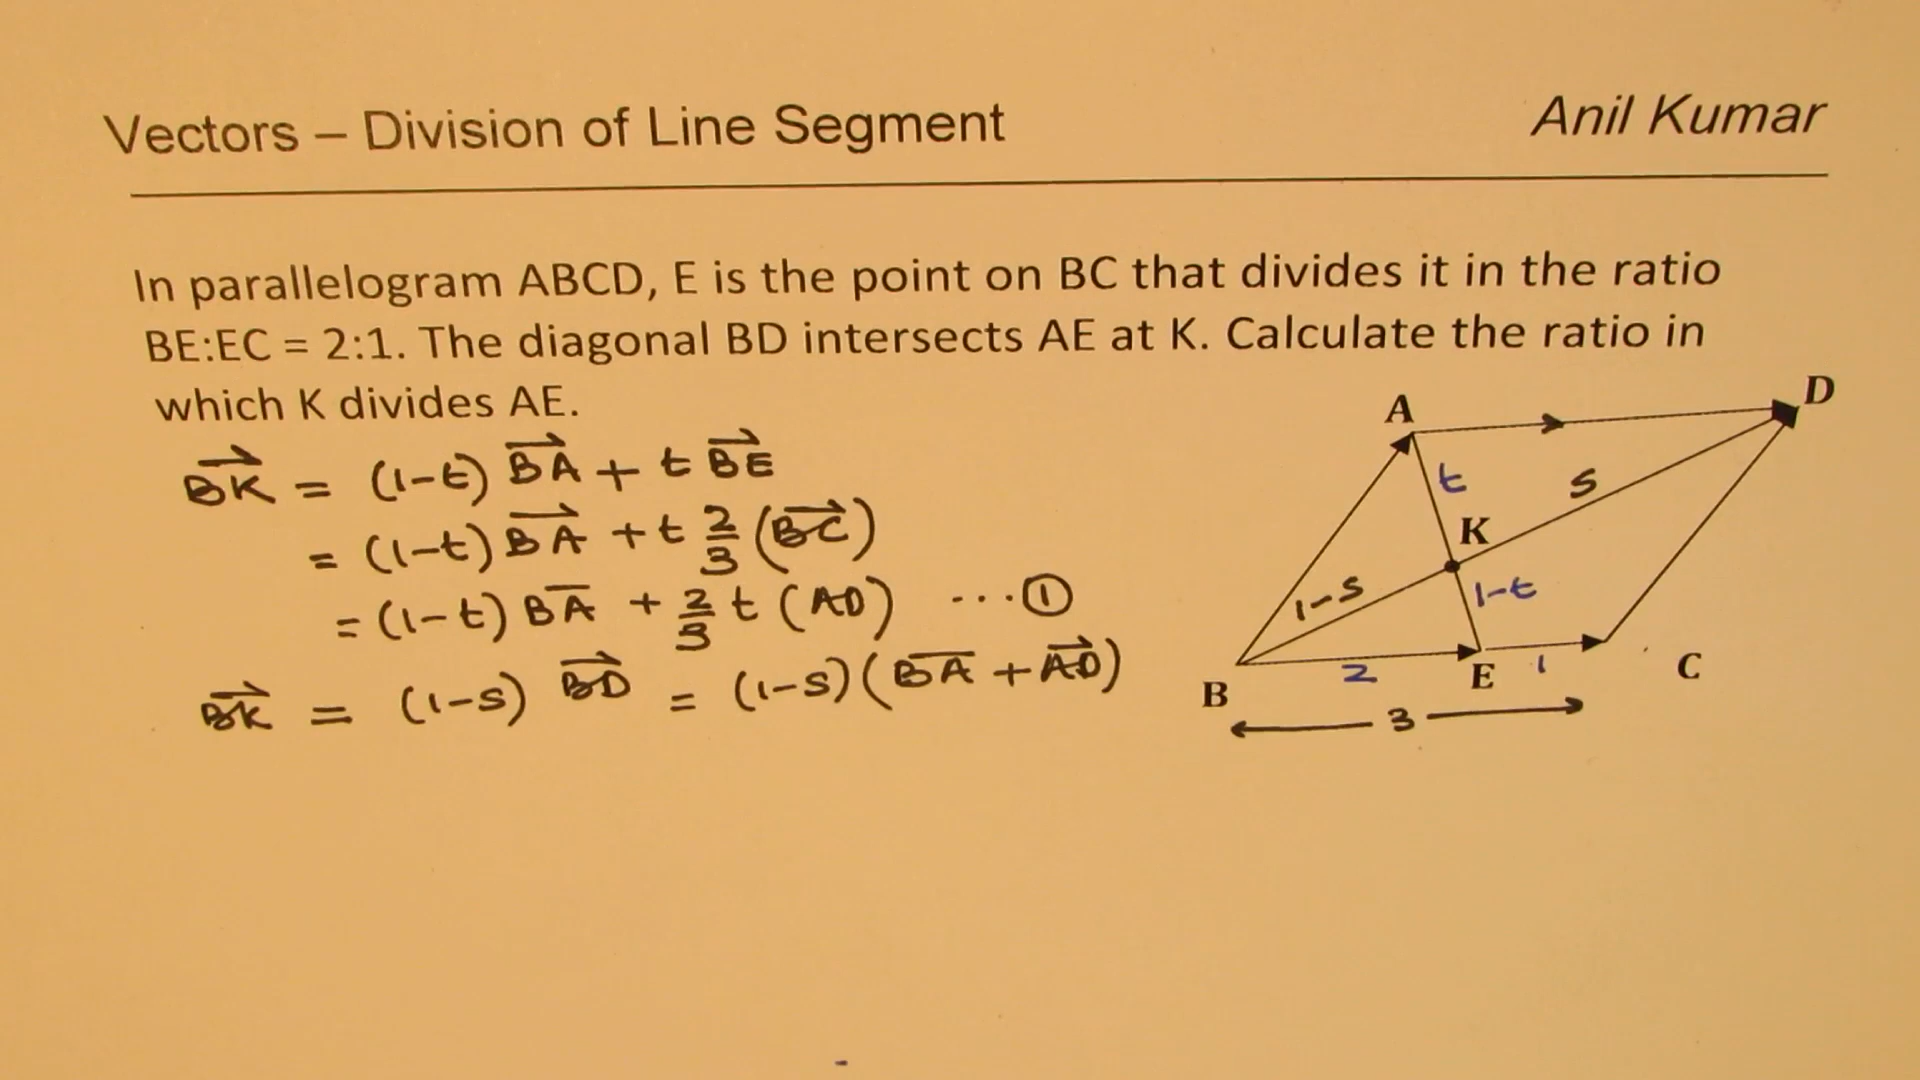 Vectors – Division of Line Segment
Anil Kumar
In parallelogram ABCD, E is the point on BC that divides it in the ratio
BE:EC = 2:1. The diagonal BD intersects AE at K. Calculate the ratio in
which K divides AE.
A
D
t
s
K
1-s
1-t
2
E
1
C
B
3
BK⃗ = (1-t) BA⃗ + t BE⃗
= (1-t) BA⃗ + t 2/3 (BC⃗)
= (1-t) BA̅ + 2/3 t (AD) ...①
BK⃗ = (1-s) BD⃗ = (1-s)(BA̅ + AD⃗)